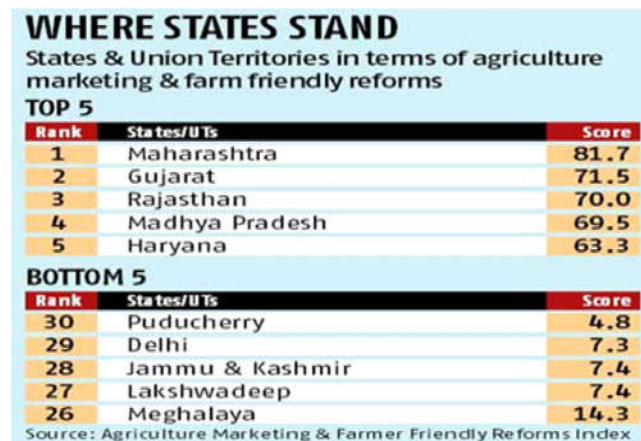 WHERE STATES STAND
States & Union Territories in terms of agriculture
marketing & farm friendly reforms
TOP 5
Rank States/UTs Score
1 Maharashtra 81.7
2 Gujarat 71.5
3 Rajasthan 70.0
4 Madhya Pradesh 69.5
5 Haryana 63.3
BOTTOM 5
Rank States/UTs Score
30 Puducherry 4.8
29 Delhi 7.3
28 Jammu & Kashmir 7.4
27 Lakshwadeep 7.4
26 Meghalaya 14.3
Source: Agriculture Marketing & Farmer Friendly Reforms Index